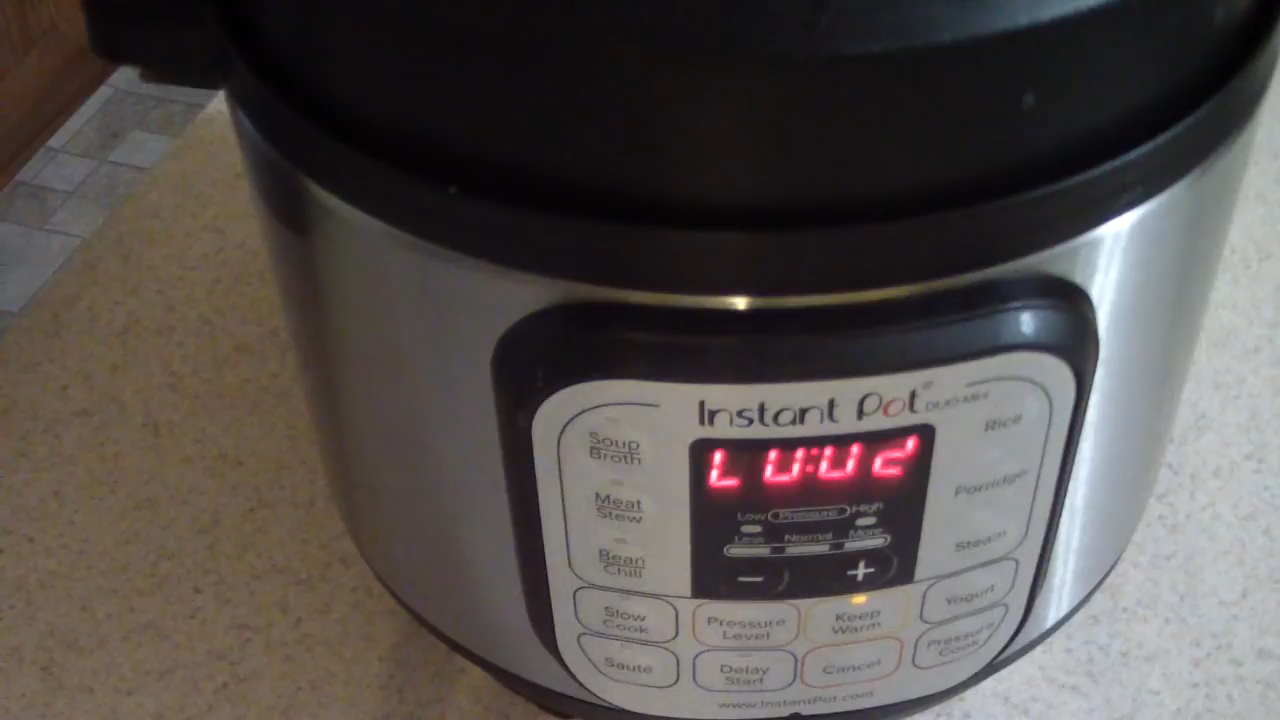 Instant Pot® DUO Mini
L 0:02
Soup
Broth
Meat
Stew
Bean
Chili
Rice
Porridge
Steam
Low Pressure High
Less Normal More
− +
Slow
Cook
Pressure
Level
Keep
Warm
Yogurt
Sauté
Delay
Start
Cancel
Pressure
Cook
www.InstantPot.com